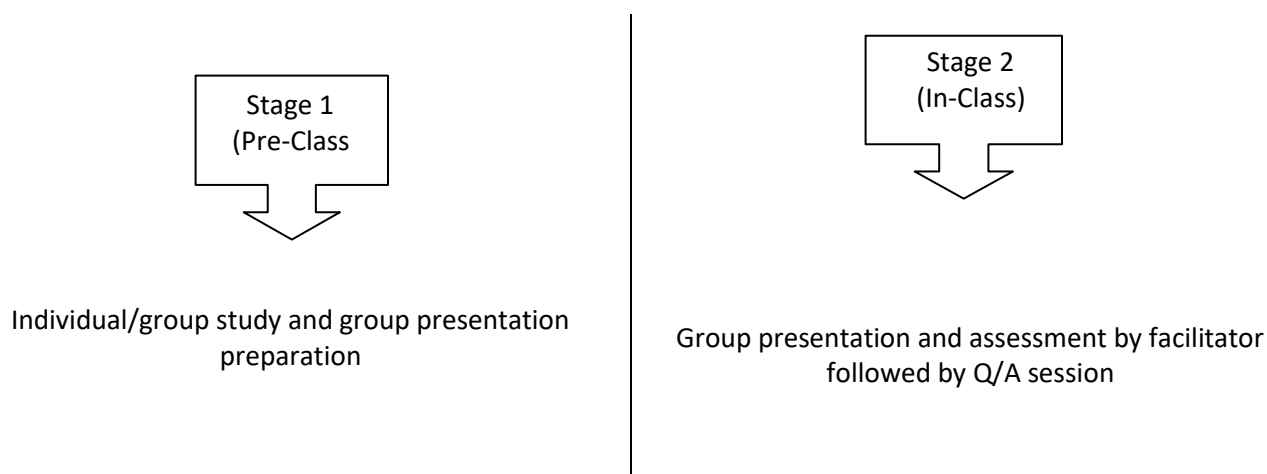 Stage 1
(Pre-Class
Individual/group study and group presentation
preparation
Stage 2
(In-Class)
Group presentation and assessment by facilitator
followed by Q/A session